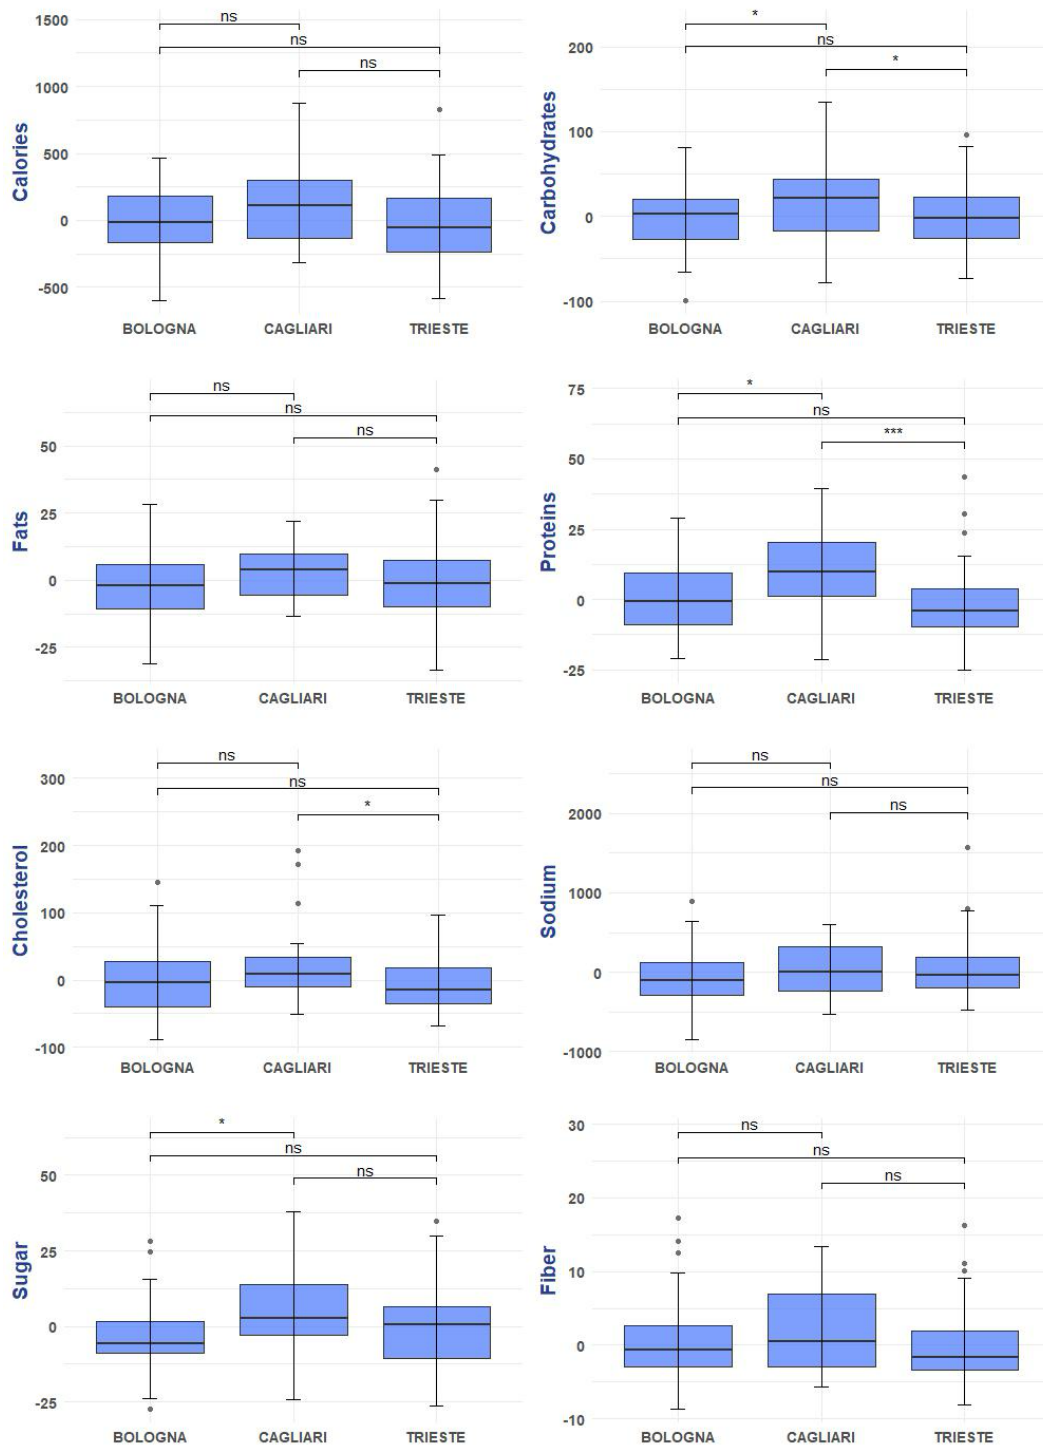 1500
1000
500
0
-500
Calories
ns
ns
ns
BOLOGNA CAGLIARI TRIESTE
200
100
0
-100
Carbohydrates
*
ns
*
BOLOGNA CAGLIARI TRIESTE
50
25
0
-25
Fats
ns
ns
ns
BOLOGNA CAGLIARI TRIESTE
75
50
25
0
-25
Proteins
*
ns
***
BOLOGNA CAGLIARI TRIESTE
300
200
100
0
-100
Cholesterol
ns
ns
*
BOLOGNA CAGLIARI TRIESTE
2000
1000
0
-1000
Sodium
ns
ns
ns
BOLOGNA CAGLIARI TRIESTE
50
25
0
-25
Sugar
*
ns
ns
BOLOGNA CAGLIARI TRIESTE
30
20
10
0
-10
Fiber
ns
ns
ns
BOLOGNA CAGLIARI TRIESTE